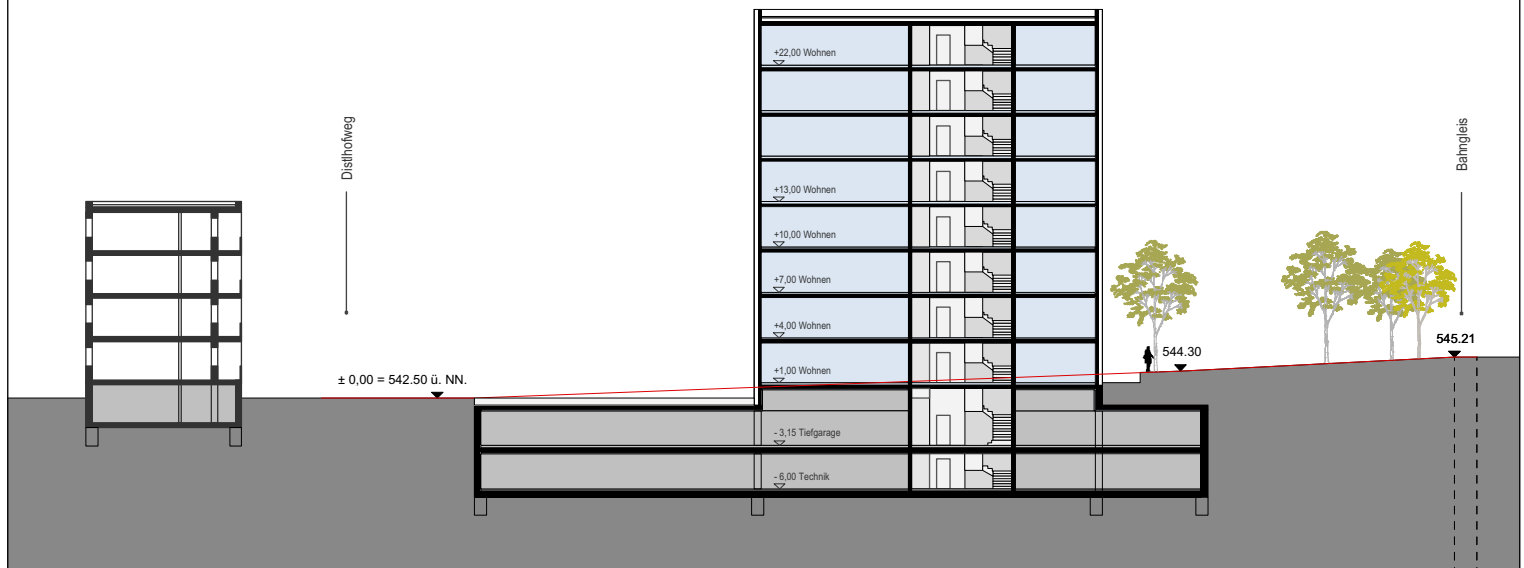 +22,00 Wohnen
Distlhofweg
Bahngleis
+13,00 Wohnen
+10,00 Wohnen
+7,00 Wohnen
+4,00 Wohnen
+1,00 Wohnen
545.21
544.30
± 0,00 = 542.50 ü. NN.
- 3,15 Tiefgarage
- 6,00 Technik